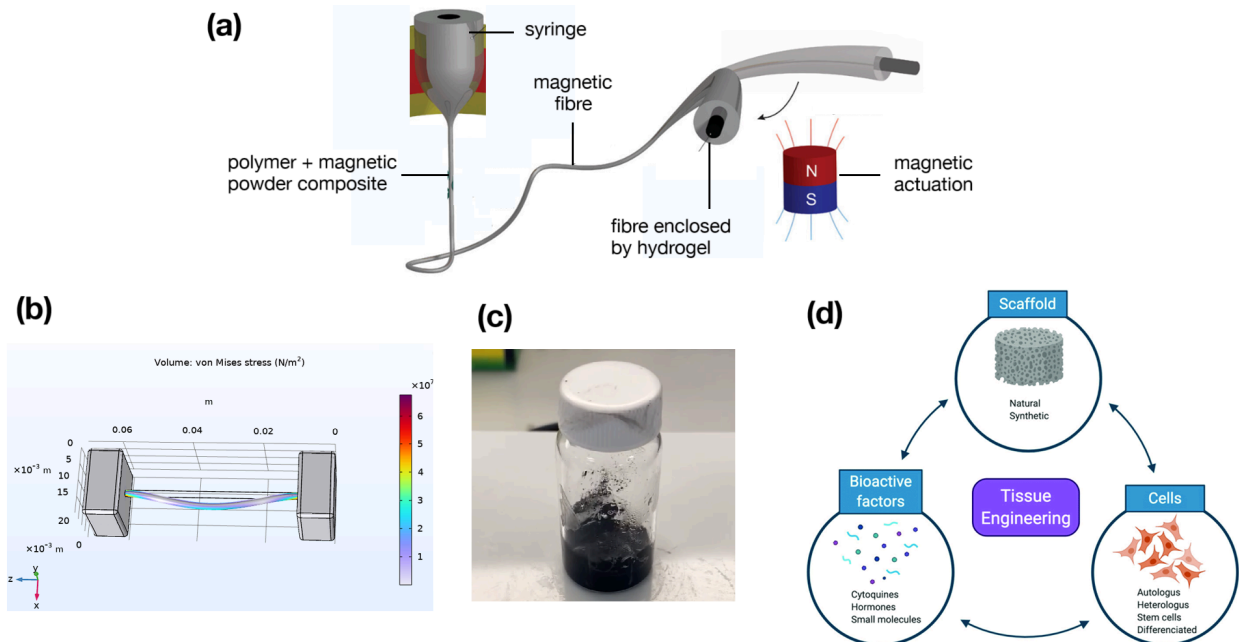 (a)
syringe
magnetic
fibre
polymer + magnetic
powder composite
fibre enclosed
by hydrogel
N
S
magnetic
actuation
(b)
Volume: von Mises stress (N/m²)
m
0.06
0.04
0.02
0
0
5
10
15
20
×10⁻³ m
×10⁻³ m
0
y
z
x
6
5
4
3
2
1
(c)
(d)
Scaffold
Natural
Synthetic
Bioactive
factors
Cytoquines
Hormones
Small molecules
Tissue
Engineering
Cells
Autologus
Heterologus
Stem cells
Differenciated